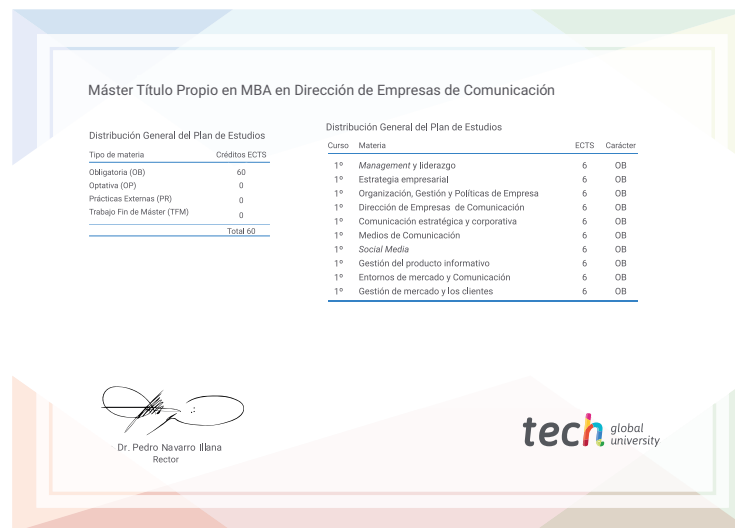 Máster Título Propio en MBA en Dirección de Empresas de Comunicación
Distribución General del Plan de Estudios
Tipo de materia Créditos ECTS
Obligatoria (OB) 60
Optativa (OP) 0
Prácticas Externas (PR) 0
Trabajo Fin de Máster (TFM) 0
Total 60
Distribución General del Plan de Estudios
Curso Materia ECTS Carácter
1º Management y liderazgo 6 OB
1º Estrategia empresarial 6 OB
1º Organización, Gestión y Políticas de Empresa 6 OB
1º Dirección de Empresas de Comunicación 6 OB
1º Comunicación estratégica y corporativa 6 OB
1º Medios de Comunicación 6 OB
1º Social Media 6 OB
1º Gestión del producto informativo 6 OB
1º Entornos de mercado y Comunicación 6 OB
1º Gestión de mercado y los clientes 6 OB
Dr. Pedro Navarro Illana
Rector
tech global
university